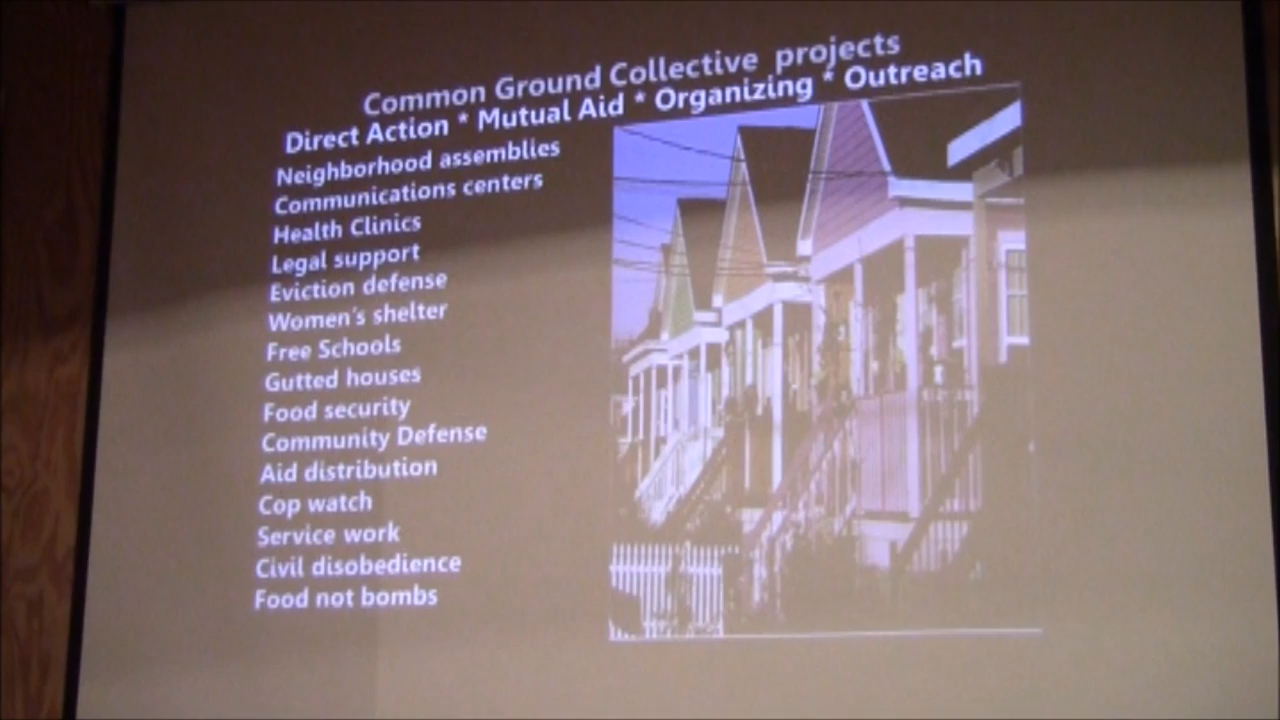 Common Ground Collective projects
Direct Action * Mutual Aid * Organizing * Outreach
Neighborhood assemblies
Communications centers
Health Clinics
Legal support
Eviction defense
Women's shelter
Free Schools
Gutted houses
Food security
Community Defense
Aid distribution
Cop watch
Service work
Civil disobedience
Food not bombs